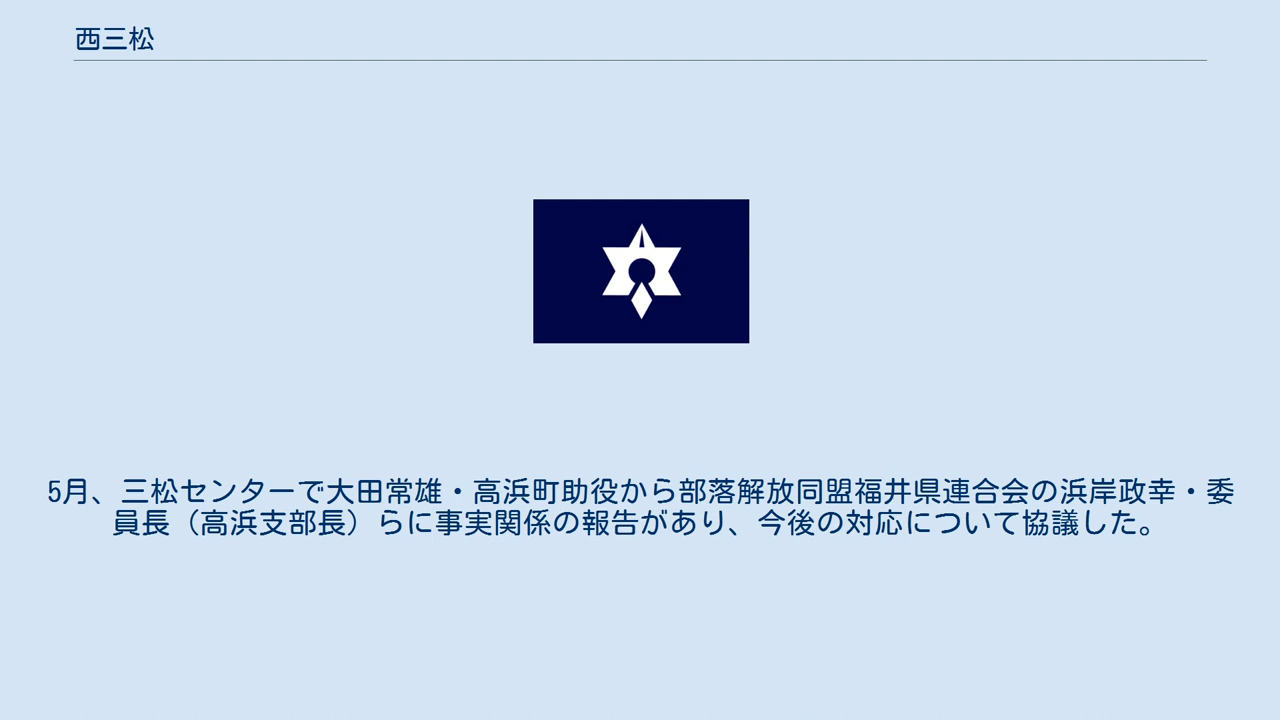 西三松
5月、三松センターで大田常雄・高浜町助役から部落解放同盟福井県連合会の浜岸政幸・委
員長（高浜支部長）らに事実関係の報告があり、今後の対応について協議した。